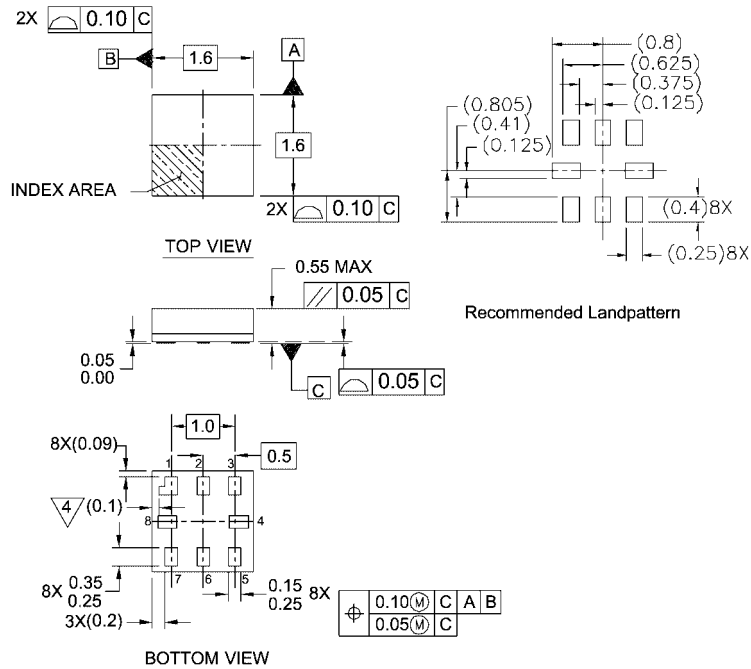 2X 0.10 C
B 1.6 A
1.6
INDEX AREA
2X 0.10 C
TOP VIEW
(0.8)
(0.625)
(0.375)
(0.125)
(0.805)
(0.41)
(0.125)
(0.4)8X
(0.25)8X
Recommended Landpattern
0.55 MAX
// 0.05 C
0.05
0.00
C
0.05 C
1.0
8X(0.09)
0.5
1 2 3
4 (0.1)
8 4
8X 0.35
0.25
7 6 5
0.15
0.25
8X
3X(0.2)
0.10 M C A B
0.05 M C
BOTTOM VIEW